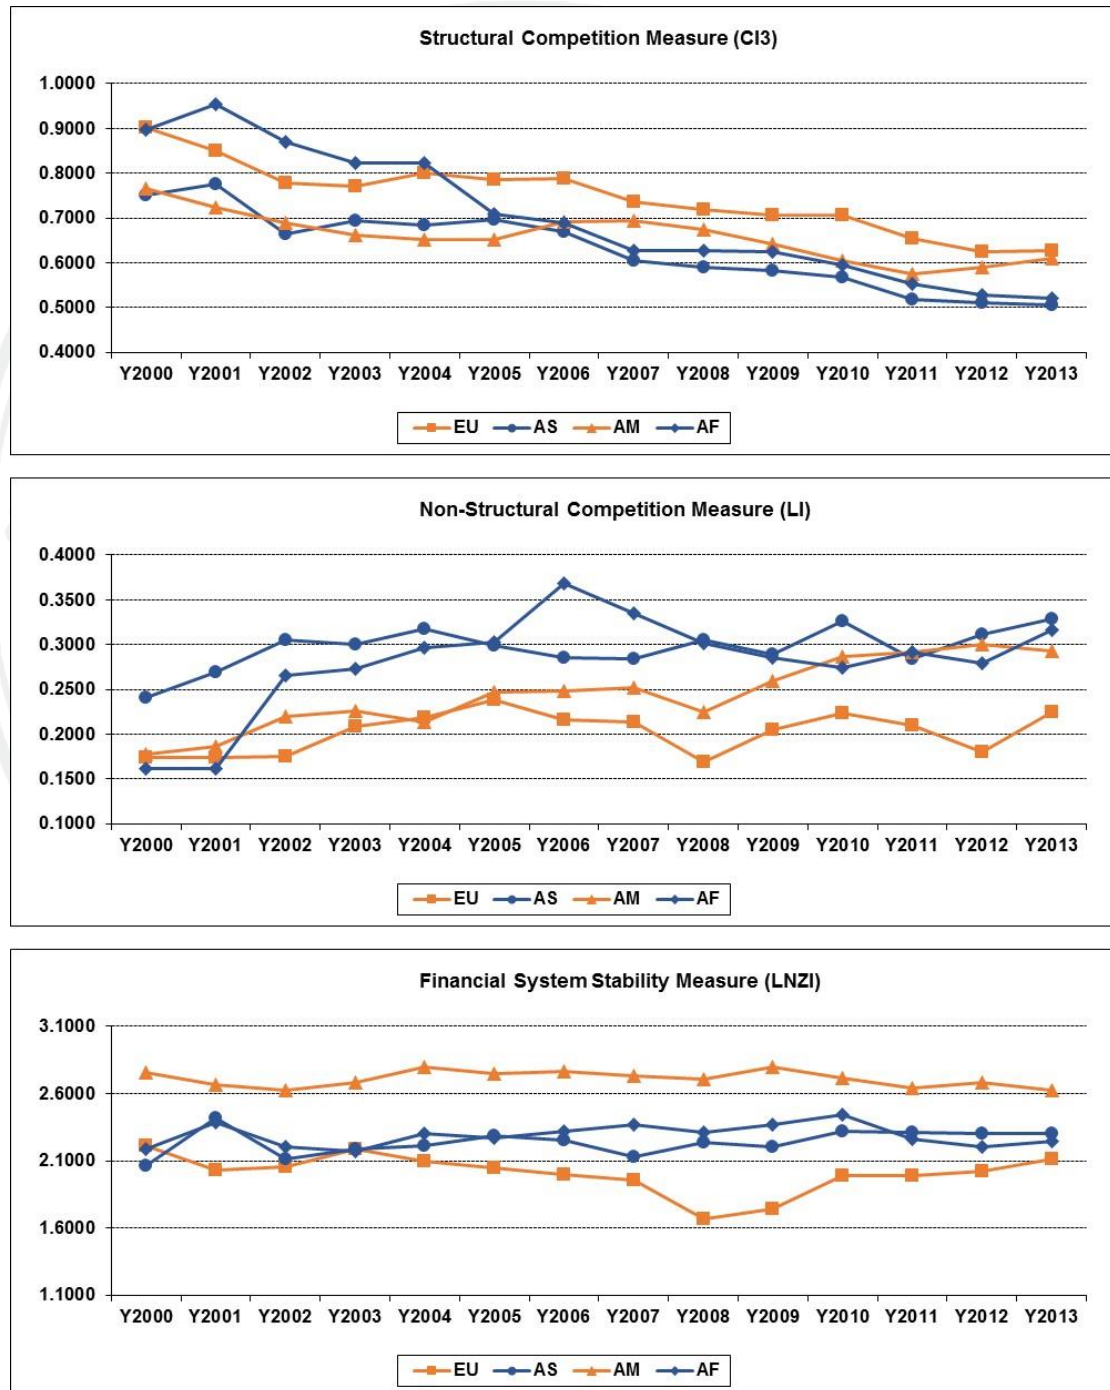 Structural Competition Measure (CI3)
1.0000
0.9000
0.8000
0.7000
0.6000
0.5000
0.4000
Y2000 Y2001 Y2002 Y2003 Y2004 Y2005 Y2006 Y2007 Y2008 Y2009 Y2010 Y2011 Y2012 Y2013
EU AS AM AF
Non-Structural Competition Measure (LI)
0.4000
0.3500
0.3000
0.2500
0.2000
0.1500
0.1000
Y2000 Y2001 Y2002 Y2003 Y2004 Y2005 Y2006 Y2007 Y2008 Y2009 Y2010 Y2011 Y2012 Y2013
EU AS AM AF
Financial System Stability Measure (LNZI)
3.1000
2.6000
2.1000
1.6000
1.1000
Y2000 Y2001 Y2002 Y2003 Y2004 Y2005 Y2006 Y2007 Y2008 Y2009 Y2010 Y2011 Y2012 Y2013
EU AS AM AF